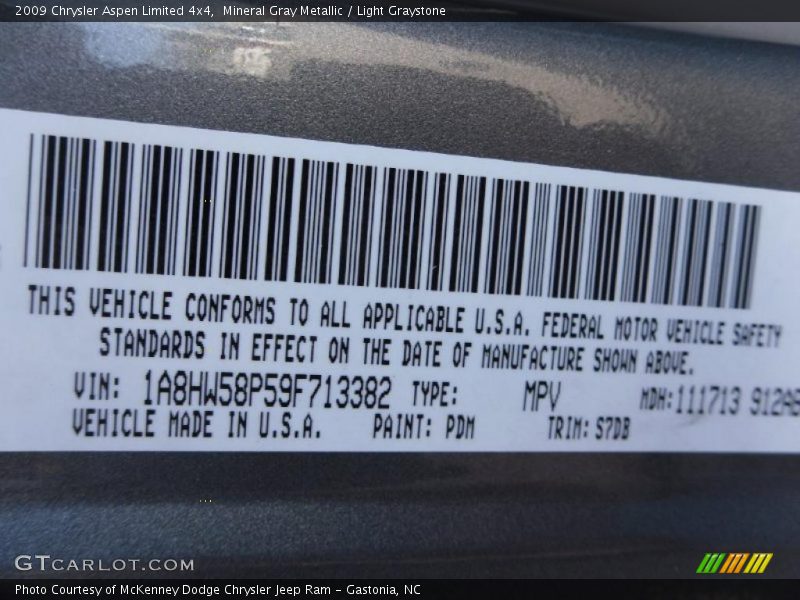 2009 Chrysler Aspen Limited 4x4, Mineral Gray Metallic / Light Graystone
THIS VEHICLE CONFORMS TO ALL APPLICABLE U.S.A. FEDERAL MOTOR VEHICLE SAFETY
STANDARDS IN EFFECT ON THE DATE OF MANUFACTURE SHOWN ABOVE.
VIN: 1A8HW58P59F713382 TYPE: MPV MDH: 111713 912A6
VEHICLE MADE IN U.S.A. PAINT: PDM TRIM: S7DB
GTCARLOT.COM
Photo Courtesy of McKenney Dodge Chrysler Jeep Ram – Gastonia, NC